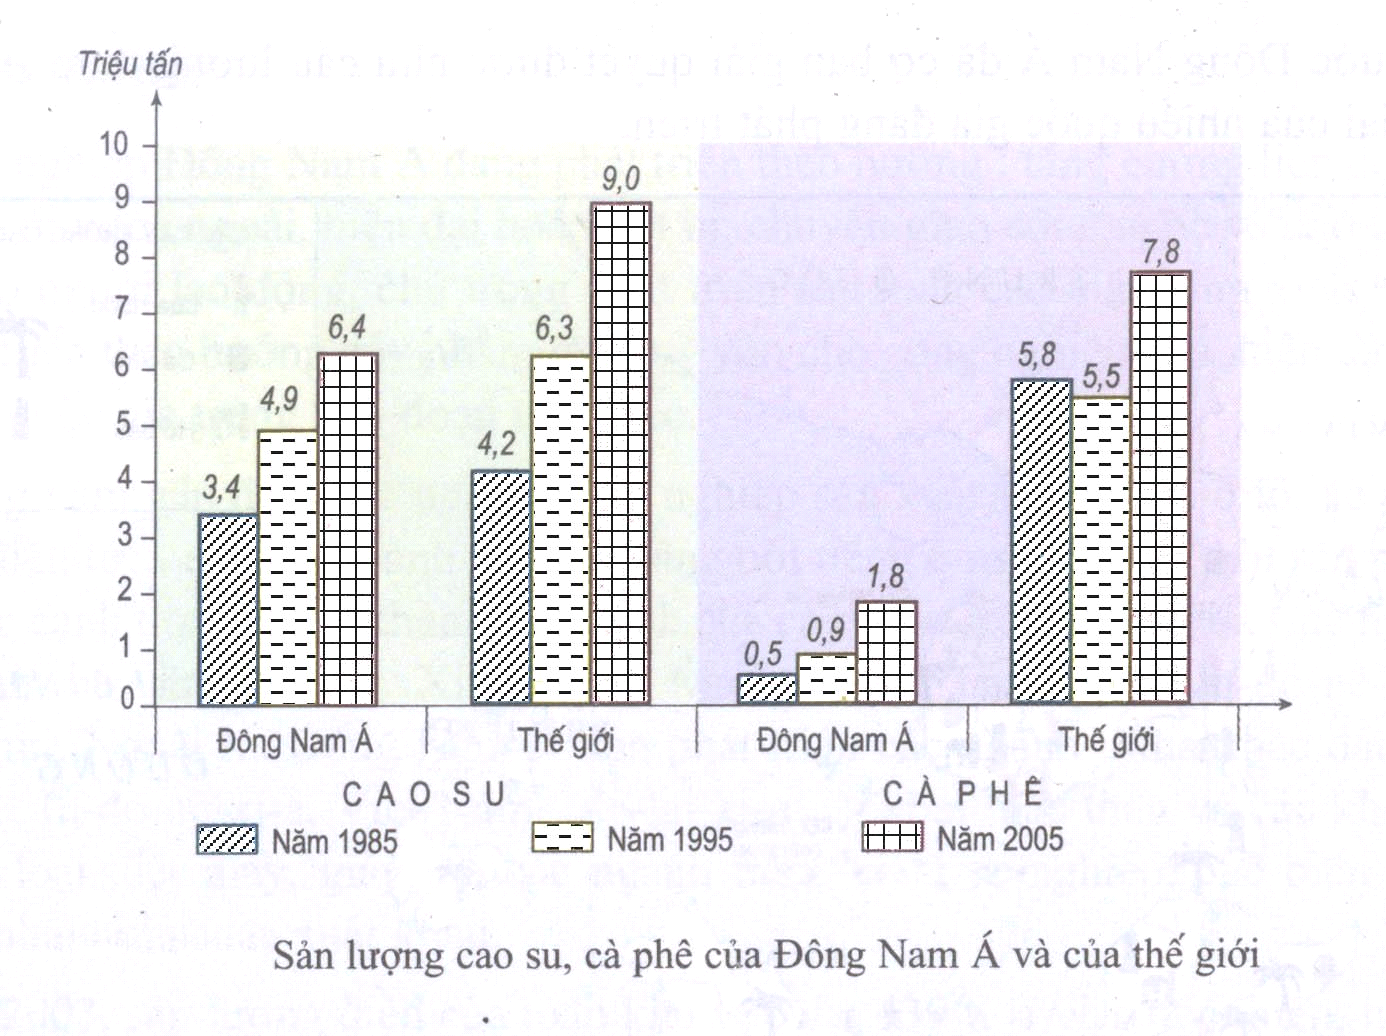 Triệu tấn
10
9
8
7
6
5
4
3
2
1
0
3,4
4,9
6,4
4,2
6,3
9,0
0,5
0,9
1,8
5,8
5,5
7,8
Đông Nam Á
Thế giới
Đông Nam Á
Thế giới
CAO SU
CÀ PHÊ
Năm 1985
Năm 1995
Năm 2005
Sản lượng cao su, cà phê của Đông Nam Á và của thế giới